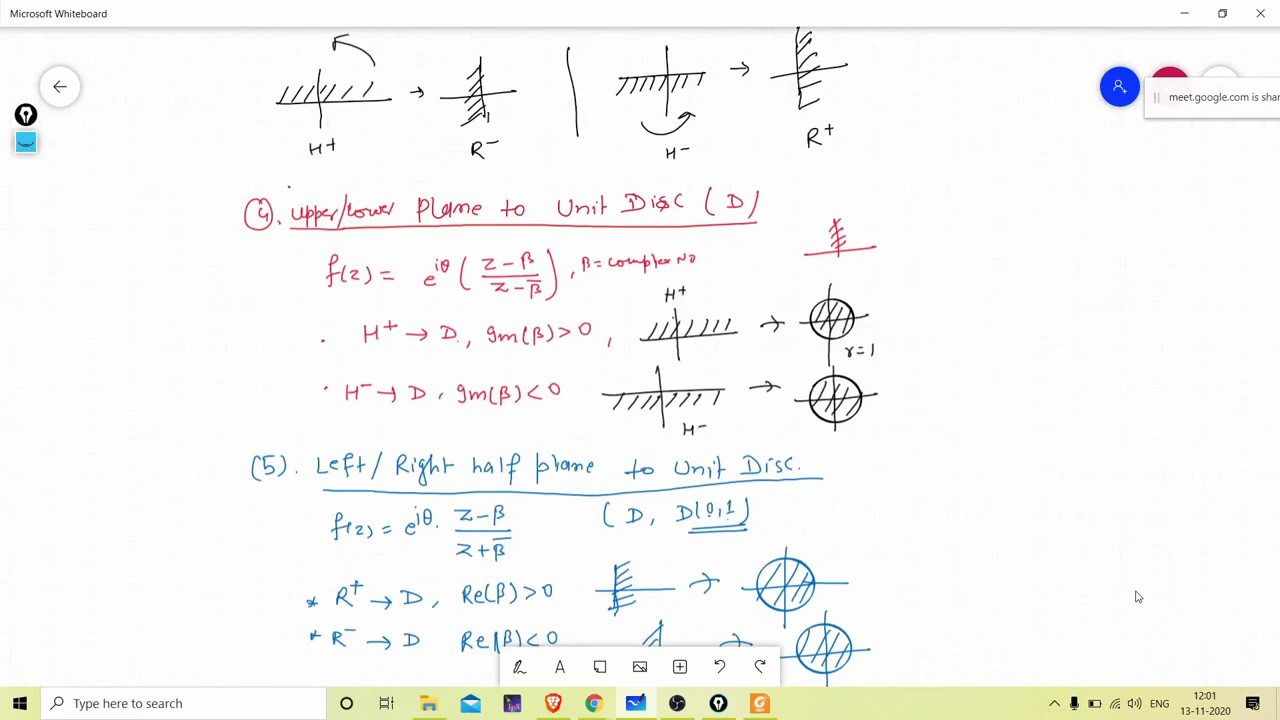 Microsoft Whiteboard
meet.google.com is shar
H+ R- H- R+
(4). Upper/Lower Plane to Unit Disc (D)
f(z) = e^{iθ} ( z-β / z-β̄ ), β = complex No
H+
. H+ → D, gm(β) > 0,
r=1
. H- → D, gm(β) < 0
H-
(5). Left/Right half plane to Unit Disc.
f(z) = e^{iθ}. z-β / z+β̄ (D, D(0,1)
* R+ → D, Re(β) > 0
* R- → D Re(β) < 0
A
Type here to search
ENG
12:01
13-11-2020